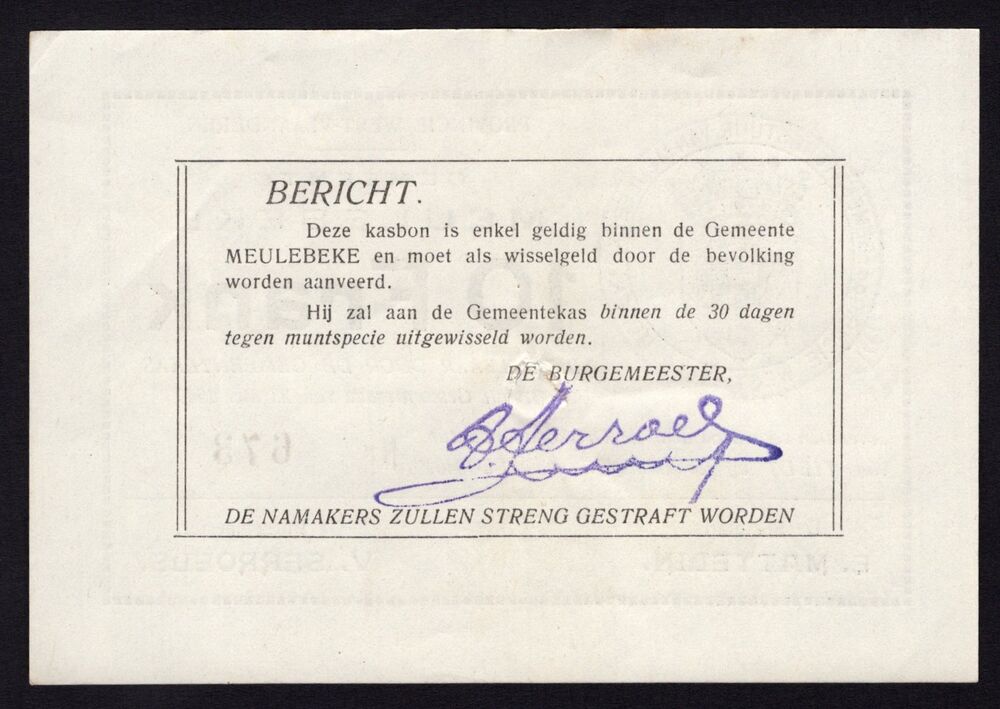 BERICHT.
Deze kasbon is enkel geldig binnen de Gemeente
MEULEBEKE en moet als wisselgeld door de bevolking
worden aanveerd.
Hij zal aan de Gemeentekas binnen de 30 dagen
tegen muntspecie uitgewisseld worden.
DE BURGEMEESTER,
DE NAMAKERS ZULLEN STRENG GESTRAFT WORDEN